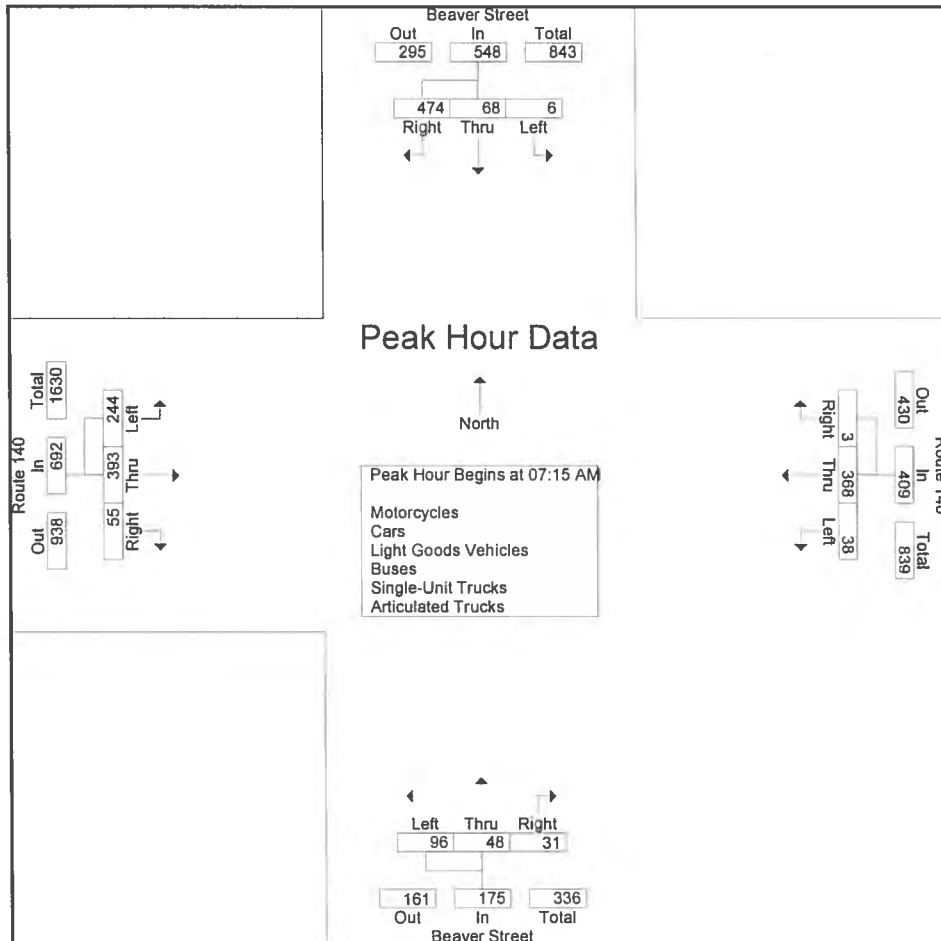 Beaver Street
Out In Total
295 548 843
474 68 6
Right Thru Left
Peak Hour Data
North
Peak Hour Begins at 07:15 AM
Motorcycles
Cars
Light Goods Vehicles
Buses
Single-Unit Trucks
Articulated Trucks
Route 140
Out In Total
938 692 1630
55 393 244
Right Thru Left
Route 140
Out In Total
430 409 839
3 368 38
Right Thru Left
Left Thru Right
96 48 31
161 175 336
Out In Total
Beaver Street